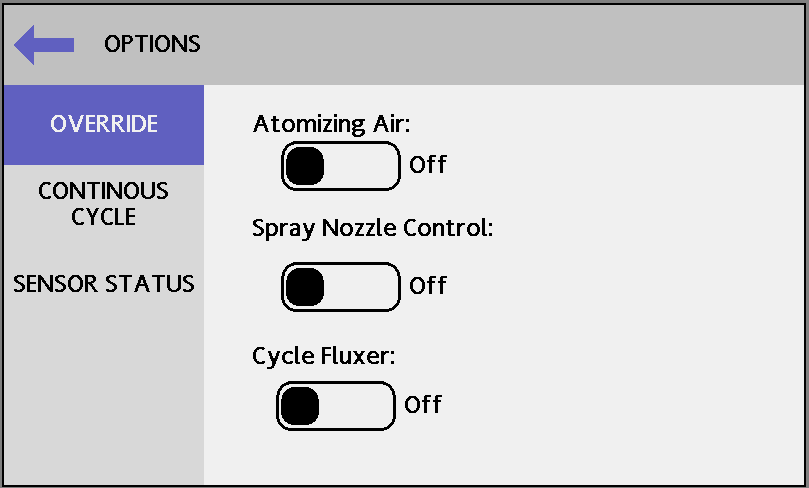 OPTIONS
OVERRIDE
CONTINOUS
CYCLE
SENSOR STATUS
Atomizing Air:
Off
Spray Nozzle Control:
Off
Cycle Fluxer:
Off